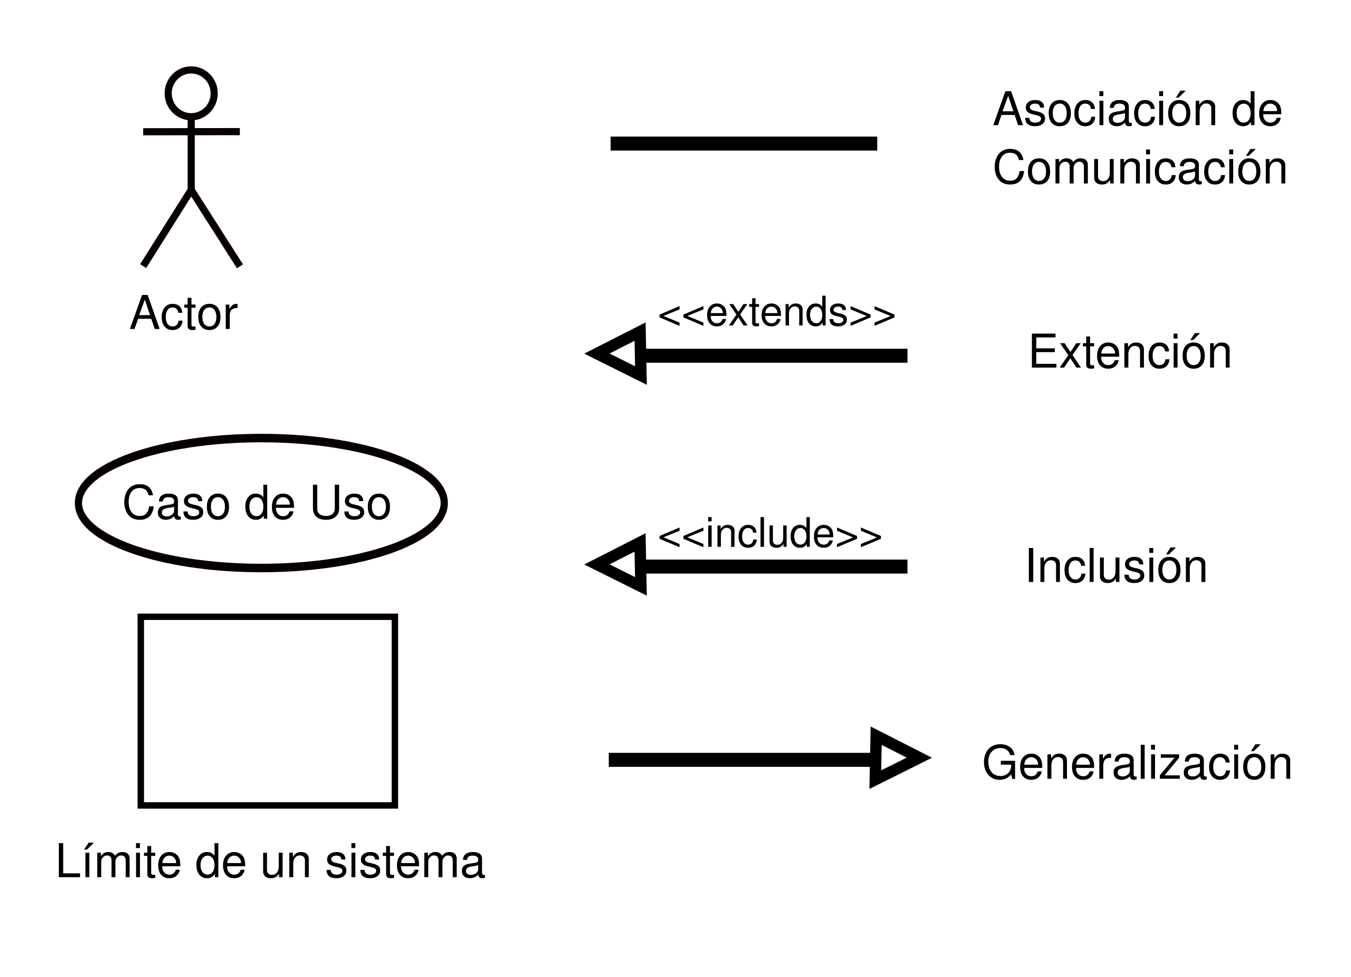 Actor
Caso de Uso
Límite de un sistema
Asociación de
Comunicación
<<extends>>
Extención
<<include>>
Inclusión
Generalización